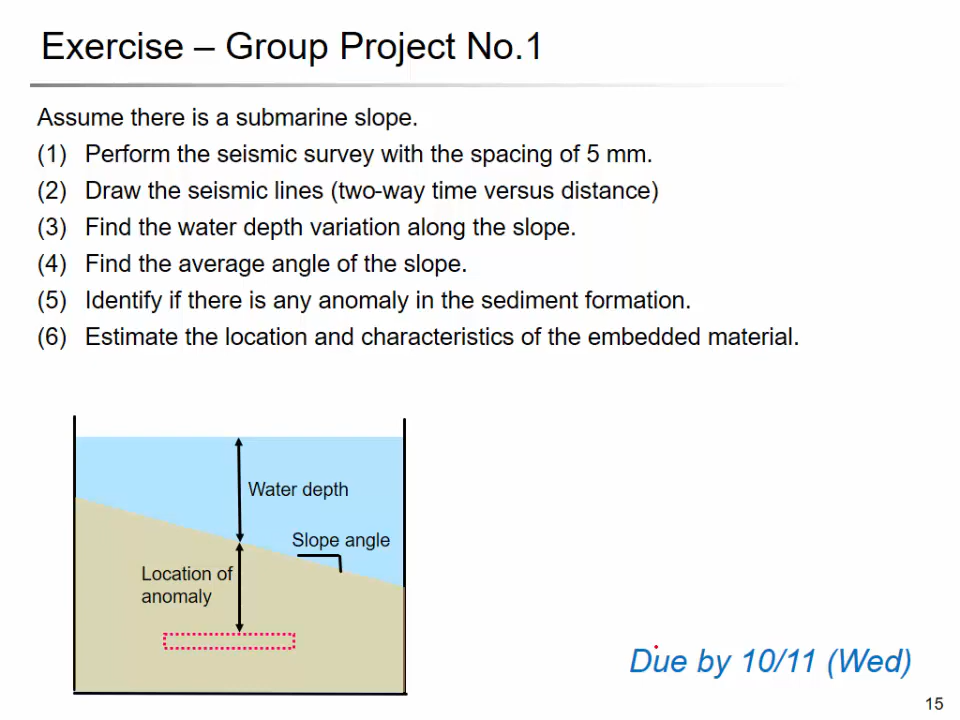 Exercise – Group Project No.1
Assume there is a submarine slope.
(1) Perform the seismic survey with the spacing of 5 mm.
(2) Draw the seismic lines (two-way time versus distance)
(3) Find the water depth variation along the slope.
(4) Find the average angle of the slope.
(5) Identify if there is any anomaly in the sediment formation.
(6) Estimate the location and characteristics of the embedded material.
Water depth
Slope angle
Location of
anomaly
Due by 10/11 (Wed)
15